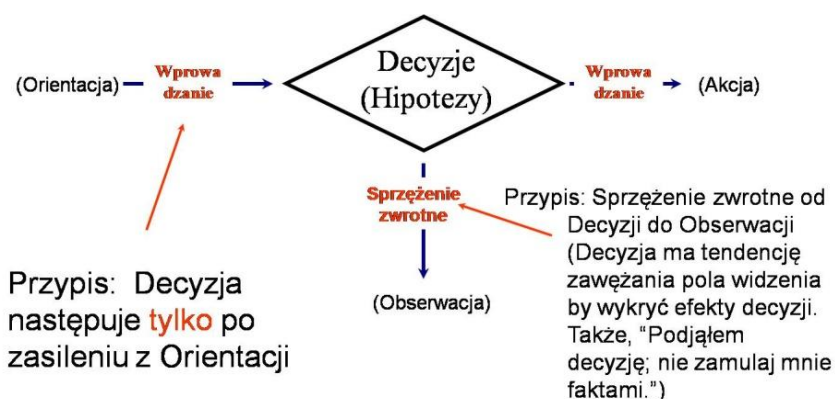 Decyzje
(Hipotezy)
(Orientacja)
Wprowa
dzanie
Wprowa
dzanie
(Akcja)
Sprzężenie
zwrotne
(Obserwacja)
Przypis: Decyzja
następuje tylko po
zasileniu z Orientacji
Przypis: Sprzężenie zwrotne od
Decyzji do Obserwacji
(Decyzja ma tendencję
zawężania pola widzenia
by wykryć efekty decyzji.
Także, “Podjąłem
decyzję; nie zamulaj mnie
faktami.”)